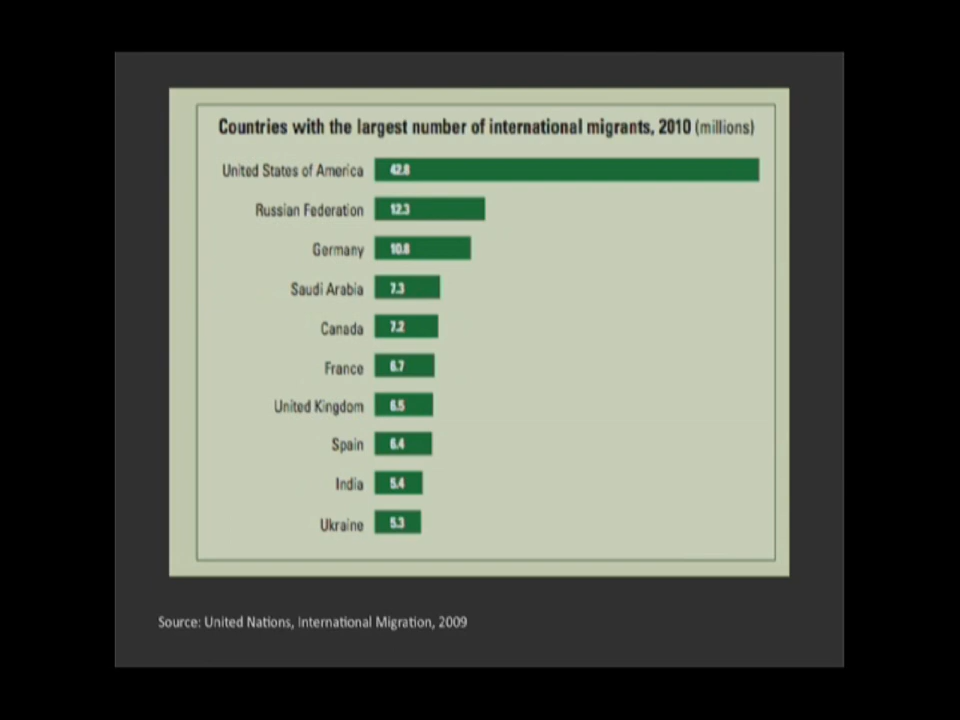 Countries with the largest number of international migrants, 2010 (millions)
United States of America 42.8
Russian Federation 12.3
Germany 10.8
Saudi Arabia 7.3
Canada 7.2
France 6.7
United Kingdom 6.5
Spain 6.4
India 5.4
Ukraine 5.3
Source: United Nations, International Migration, 2009